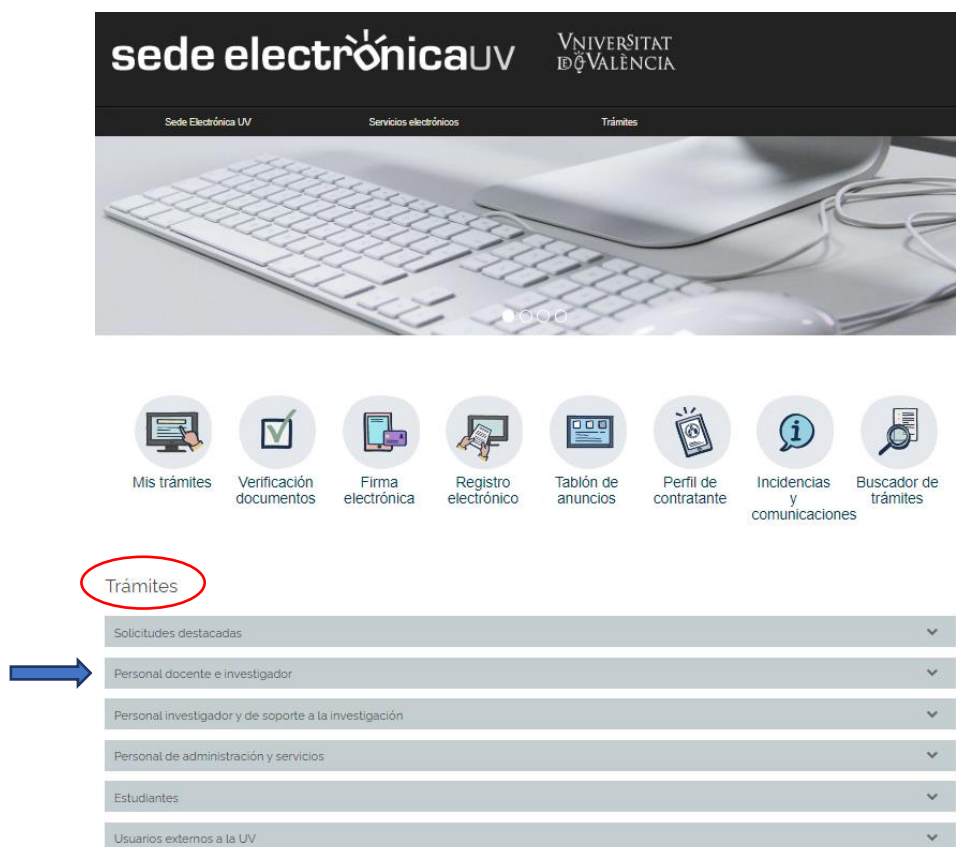 sede electrónicauv
VNIVERSITAT
D VALÈNCIA
Sede Electrónica UV
Servicios electrónicos
Trámites
Mis trámites
Verificación
documentos
Firma
electrónica
Registro
electrónico
Tablón de
anuncios
Perfil de
contratante
Incidencias
y
comunicaciones
Buscador de
trámites
Trámites
Solicitudes destacadas
Personal docente e investigador
Personal investigador y de soporte a la investigación
Personal de administración y servicios
Estudiantes
Usuarios externos a la UV